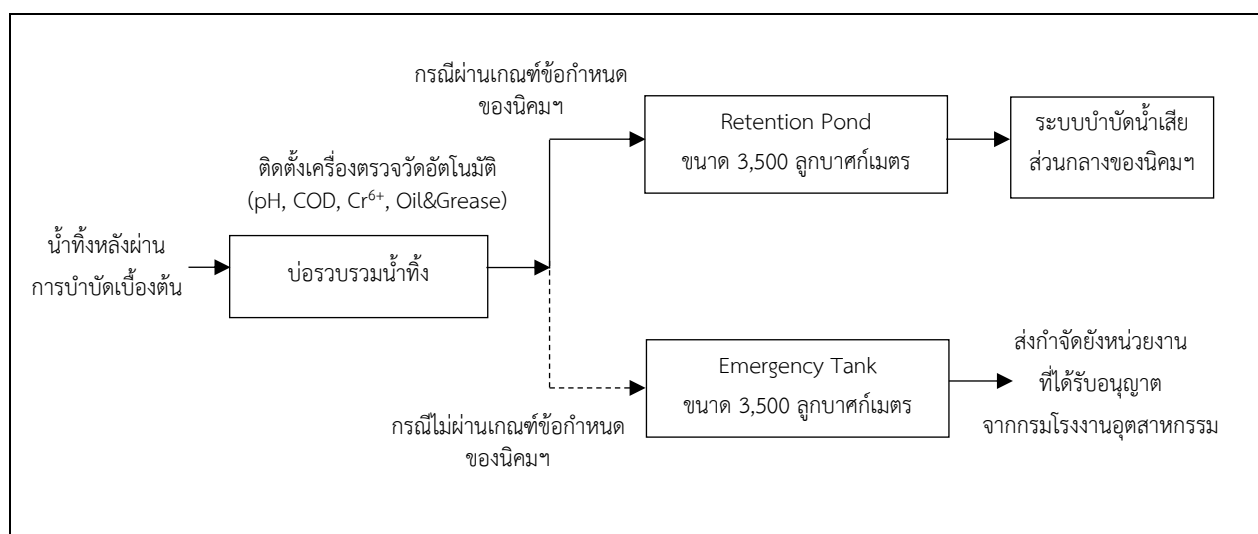 กรณีผ่านเกณฑ์ข้อกำหนด
ของนิคมฯ
Retention Pond
ขนาด 3,500 ลูกบาศก์เมตร
ระบบบำบัดน้ำเสีย
ส่วนกลางของนิคมฯ
ติดตั้งเครื่องตรวจวัดอัตโนมัติ
(pH, COD, Cr⁶⁺, Oil&Grease)
น้ำทิ้งหลังผ่าน
การบำบัดเบื้องต้น
บ่อรวบรวมน้ำทิ้ง
Emergency Tank
ขนาด 3,500 ลูกบาศก์เมตร
ส่งกำจัดยังหน่วยงาน
ที่ได้รับอนุญาต
จากกรมโรงงานอุตสาหกรรม
กรณีไม่ผ่านเกณฑ์ข้อกำหนด
ของนิคมฯ